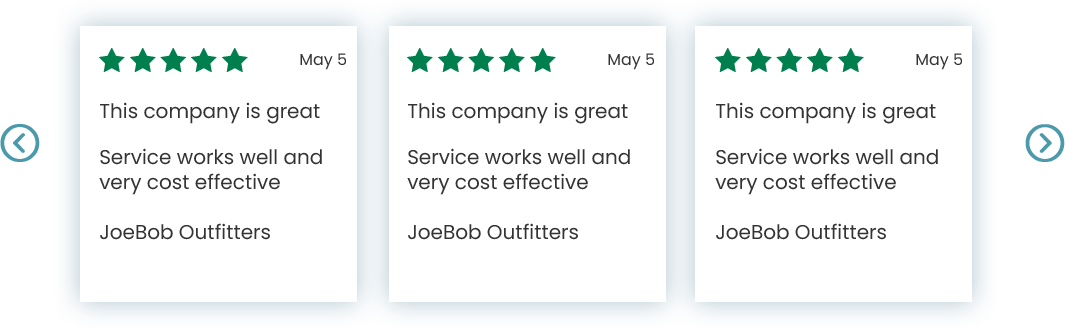 May 5
This company is great
Service works well and
very cost effective
JoeBob Outfitters
May 5
This company is great
Service works well and
very cost effective
JoeBob Outfitters
May 5
This company is great
Service works well and
very cost effective
JoeBob Outfitters